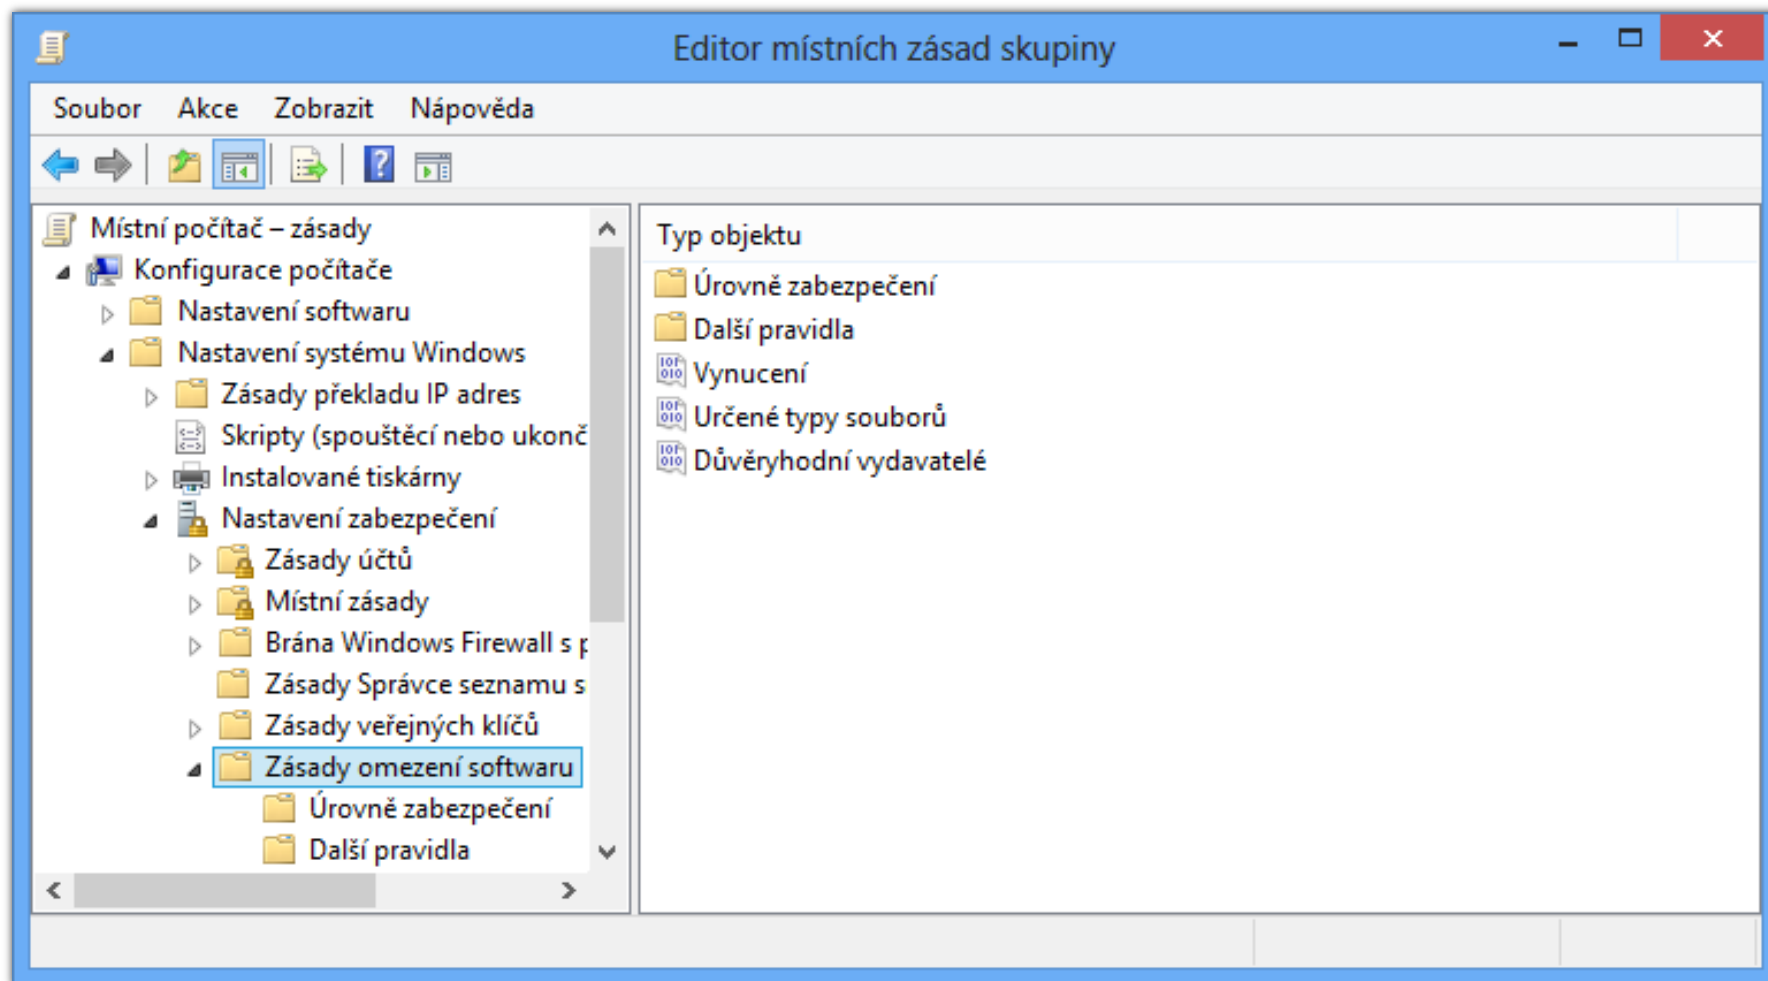 Editor místních zásad skupiny
Soubor Akce Zobrazit Nápověda
Místní počítač – zásady
Konfigurace počítače
Nastavení softwaru
Nastavení systému Windows
Zásady překladu IP adres
Skripty (spouštěcí nebo ukonč
Instalované tiskárny
Nastavení zabezpečení
Zásady účtů
Místní zásady
Brána Windows Firewall s p
Zásady Správce seznamu s
Zásady veřejných klíčů
Zásady omezení softwaru
Úrovně zabezpečení
Další pravidla
Typ objektu
Úrovně zabezpečení
Další pravidla
Vynucení
Určené typy souborů
Důvěryhodní vydavatelé